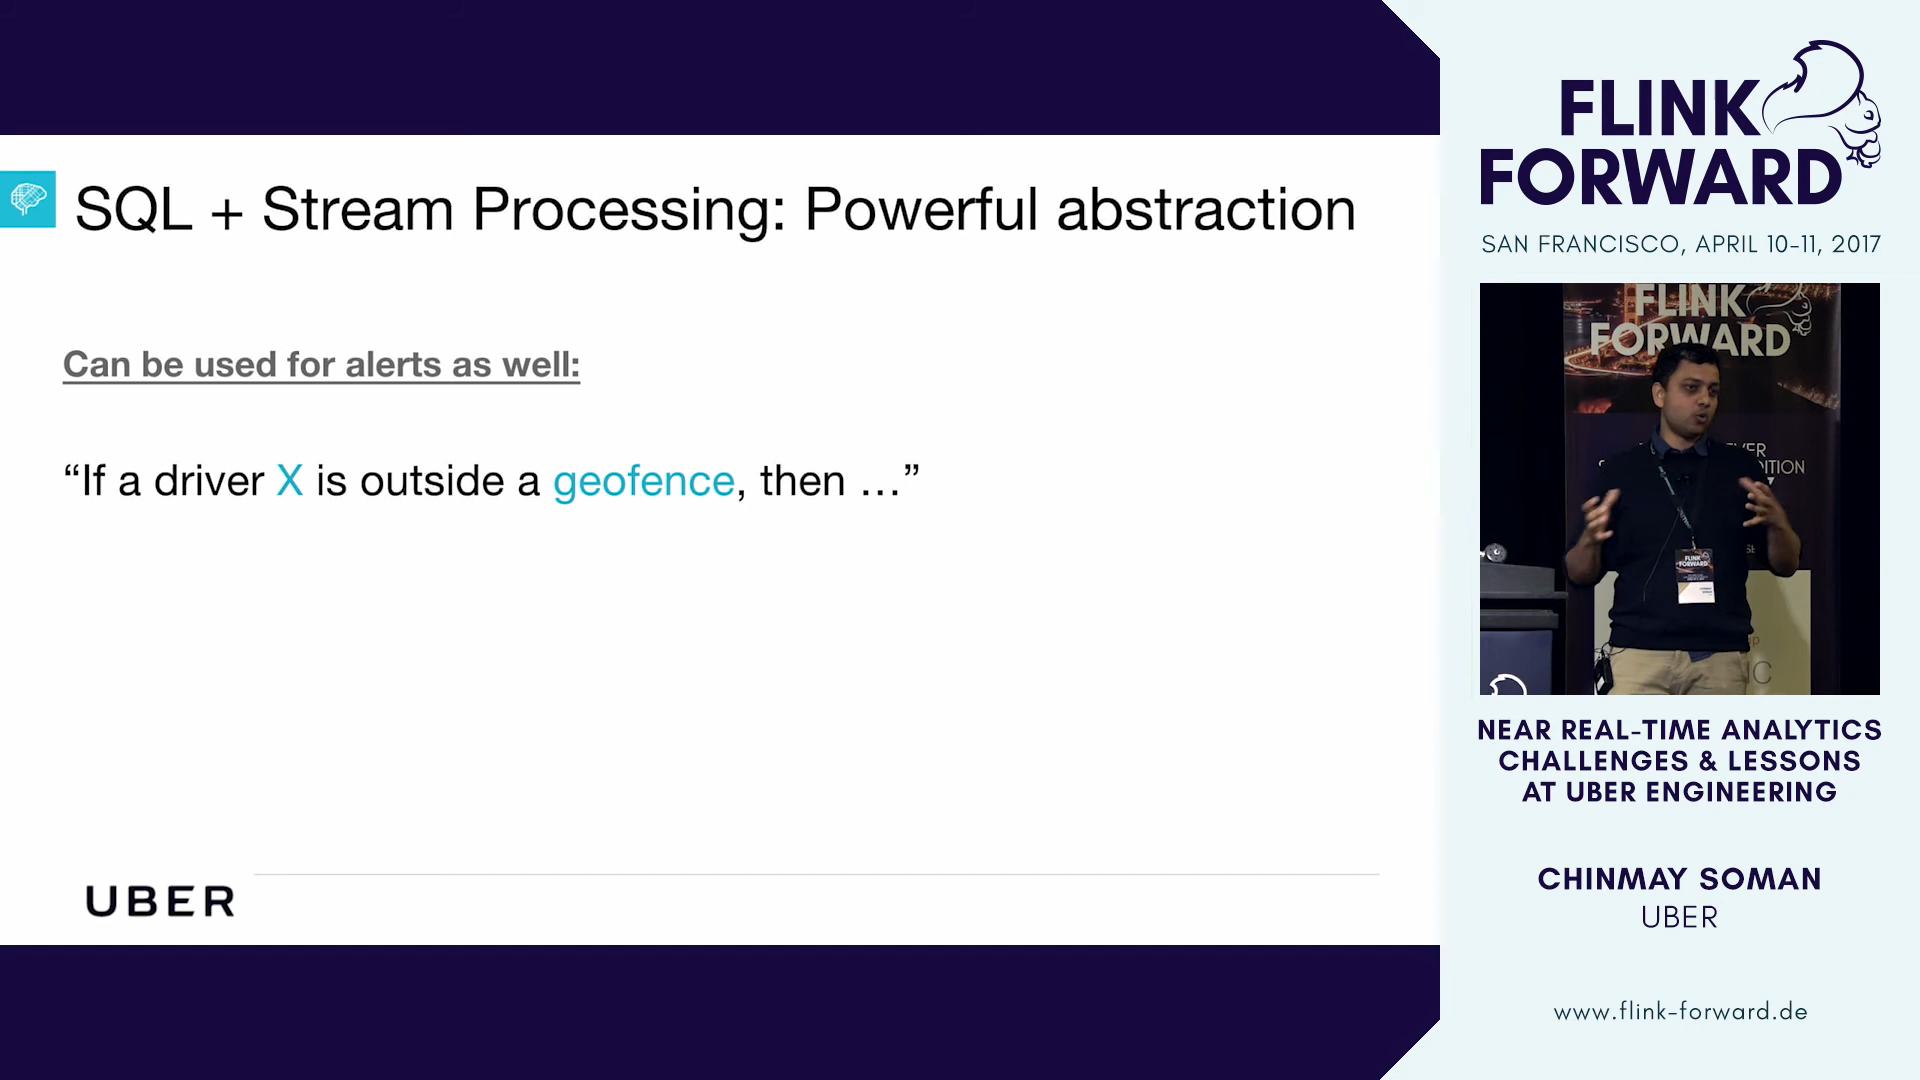 SQL + Stream Processing: Powerful abstraction
Can be used for alerts as well:
“If a driver X is outside a geofence, then …”
UBER
FLINK
FORWARD
SAN FRANCISCO, APRIL 10-11, 2017
FLINK
FORWARD
FLINK
FORWARD
NEAR REAL-TIME ANALYTICS
CHALLENGES & LESSONS
AT UBER ENGINEERING
CHINMAY SOMAN
UBER
www.flink-forward.de